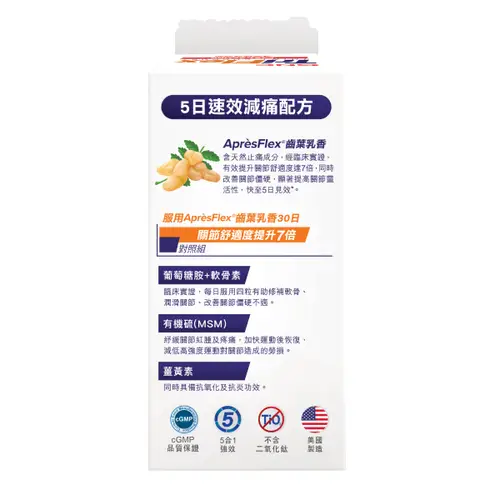 5日速效減痛配方
AprèsFlex®齒葉乳香
含天然止痛成分，經臨床實證，
有效提升關節舒適度達7倍，同時
改善關節僵硬，顯著提高關節靈
活性，快至5日見效*。
服用AprèsFlex®齒葉乳香30日
關節舒適度提升7倍
對照組
葡萄糖胺+軟骨素
臨床實證，每日服用四粒有助修補軟骨、
潤滑關節、改善關節僵硬不適。
有機硫(MSM)
紓緩關節紅腫及疼痛，加快運動後恢復，
減低高強度運動對關節造成的勞損。
薑黃素
同時具備抗氧化及抗炎功效。
cGMP
5
TiO
cGMP
品質保證
5合1
強效
不含
二氧化鈦
美國
製造